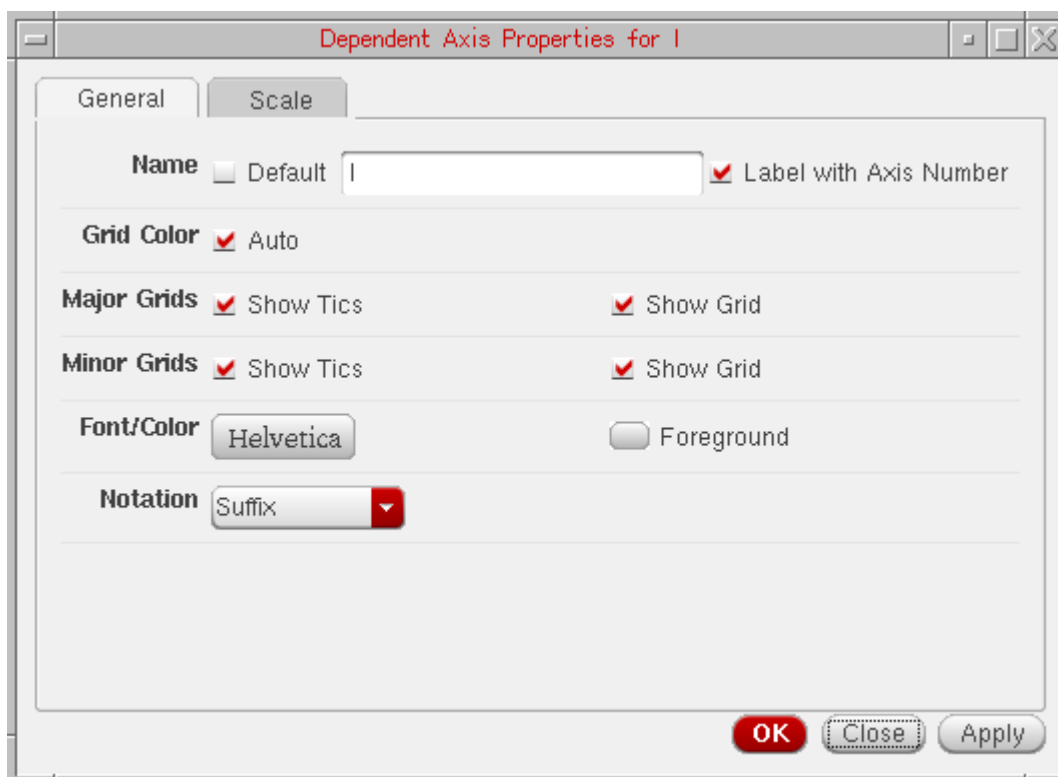 Dependent Axis Properties for I
General Scale
Name Default I Label with Axis Number
Grid Color Auto
Major Grids Show Tics Show Grid
Minor Grids Show Tics Show Grid
Font/Color Helvetica Foreground
Notation Suffix
OK Close Apply